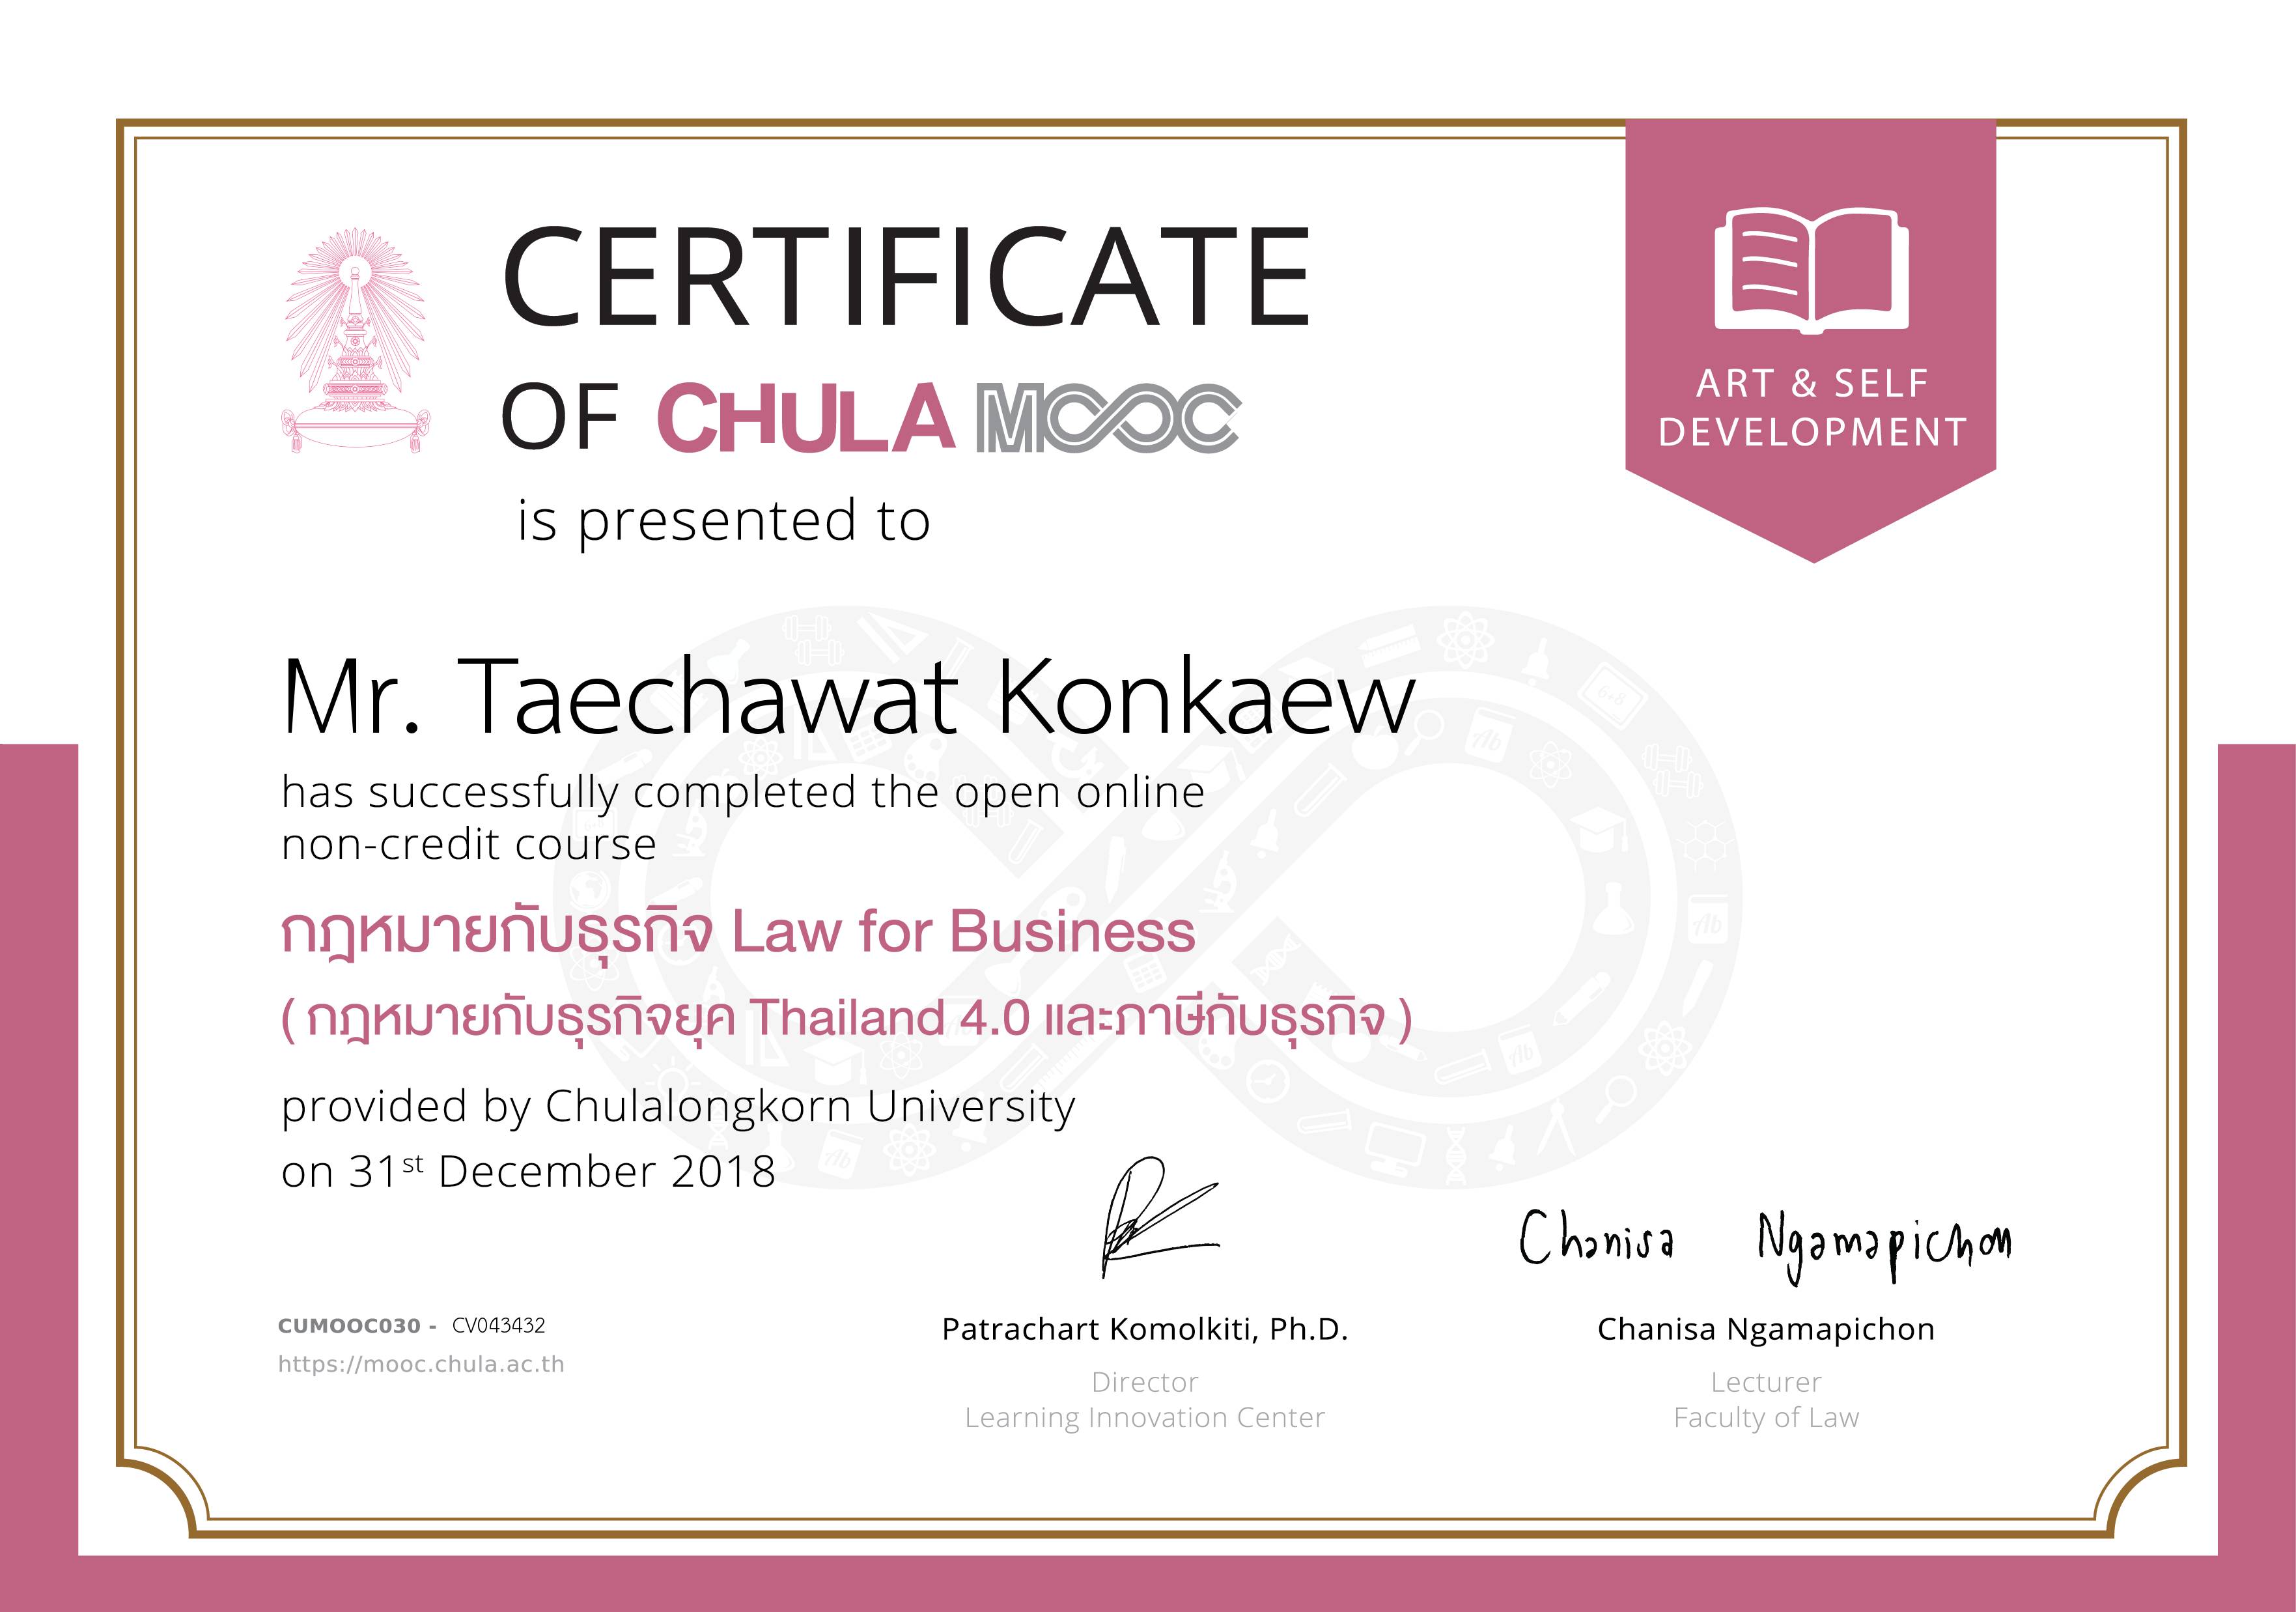 CERTIFICATE
OF CHULA MOOC
is presented to
ART & SELF
DEVELOPMENT
Mr. Taechawat Konkaew
has successfully completed the open online
non-credit course
กฎหมายกับธุรกิจ Law for Business
( กฎหมายกับธุรกิจยุค Thailand 4.0 และภาษีกับธุรกิจ )
provided by Chulalongkorn University
on 31st December 2018
Chanisa Ngamapichon
CUMOOC030 - CV043432
https://mooc.chula.ac.th
Patrachart Komolkiti, Ph.D.
Director
Learning Innovation Center
Chanisa Ngamapichon
Lecturer
Faculty of Law